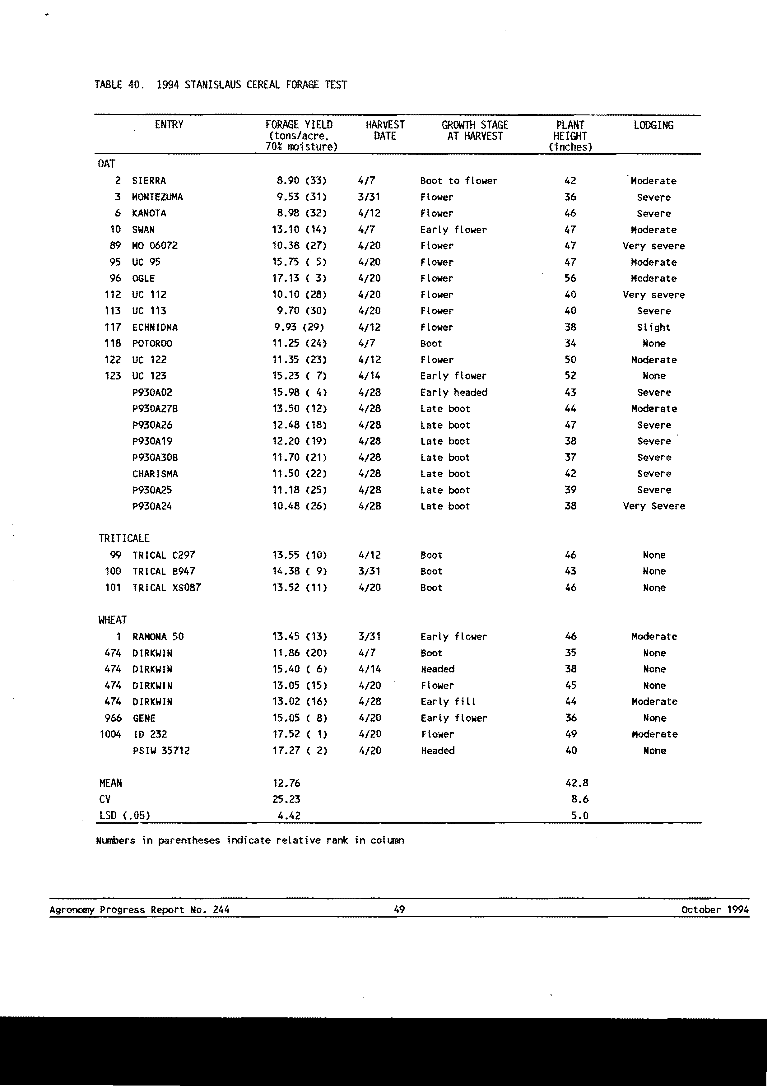 TABLE 40. 1994 STANISLAUS CEREAL FORAGE TEST
ENTRY FORAGE YIELD HARVEST GROWTH STAGE PLANT LODGING
(tons/acre, DATE AT HARVEST HEIGHT
70% moisture) (inches)
OAT
2 SIERRA 8.90 (33) 4/7 Boot to flower 42 Moderate
3 MONTEZUMA 9.53 (31) 3/31 Flower 36 Severe
6 KANOTA 8.98 (32) 4/12 Flower 46 Severe
10 SWAN 13.10 (14) 4/7 Early flower 47 Moderate
89 MO 06072 10.38 (27) 4/20 Flower 47 Very severe
95 UC 95 15.75 ( 5) 4/20 Flower 47 Moderate
96 OGLE 17.13 ( 3) 4/20 Flower 56 Moderate
112 UC 112 10.10 (28) 4/20 Flower 40 Very severe
113 UC 113 9.70 (30) 4/20 Flower 40 Severe
117 ECHNIDNA 9.93 (29) 4/12 Flower 38 Slight
118 POTOROO 11.25 (24) 4/7 Boot 34 None
122 UC 122 11.35 (23) 4/12 Flower 50 Moderate
123 UC 123 15.23 ( 7) 4/14 Early flower 52 None
P930A02 15.98 ( 4) 4/28 Early headed 43 Severe
P930A27B 13.50 (12) 4/28 Late boot 44 Moderate
P930A26 12.48 (18) 4/28 Late boot 47 Severe
P930A19 12.20 (19) 4/28 Late boot 38 Severe
P930A30B 11.70 (21) 4/28 Late boot 37 Severe
CHARISMA 11.50 (22) 4/28 Late boot 42 Severe
P930A25 11.18 (25) 4/28 Late boot 39 Severe
P930A24 10.48 (26) 4/28 Late boot 38 Very Severe
TRITICALE
99 TRICAL C297 13.55 (10) 4/12 Boot 46 None
100 TRICAL B947 14.38 ( 9) 3/31 Boot 43 None
101 TRICAL XS087 13.52 (11) 4/20 Boot 46 None
WHEAT
1 RAMONA 50 13.45 (13) 3/31 Early flower 46 Moderate
474 DIRKWIN 11.86 (20) 4/7 Boot 35 None
474 DIRKWIN 15.40 ( 6) 4/14 Headed 38 None
474 DIRKWIN 13.05 (15) 4/20 Flower 45 None
474 DIRKWIN 13.02 (16) 4/28 Early fill 44 Moderate
966 GENE 15.05 ( 8) 4/20 Early flower 36 None
1004 ID 232 17.52 ( 1) 4/20 Flower 49 Moderate
PSIW 35712 17.27 ( 2) 4/20 Headed 40 None
MEAN 12.76 42.8
CV 25.23 8.6
LSD (.05) 4.42 5.0
Numbers in parentheses indicate relative rank in column
Agronomy Progress Report No. 244 49 October 1994